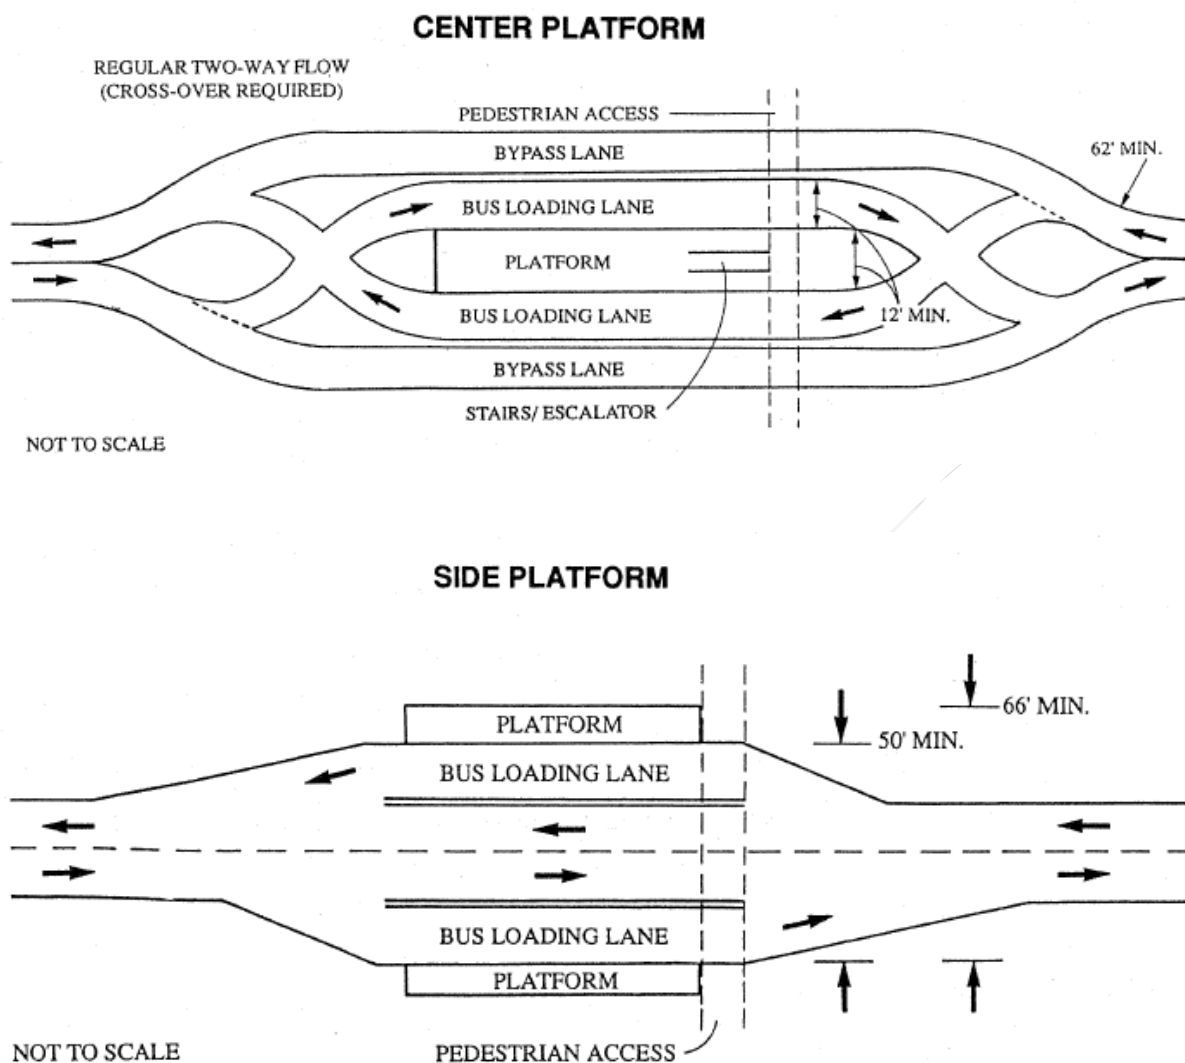 CENTER PLATFORM
REGULAR TWO-WAY FLOW
(CROSS-OVER REQUIRED)
PEDESTRIAN ACCESS
BYPASS LANE
62' MIN.
BUS LOADING LANE
PLATFORM
BUS LOADING LANE
12' MIN.
BYPASS LANE
STAIRS/ ESCALATOR
NOT TO SCALE
SIDE PLATFORM
66' MIN.
PLATFORM
50' MIN.
BUS LOADING LANE
BUS LOADING LANE
PLATFORM
NOT TO SCALE
PEDESTRIAN ACCESS